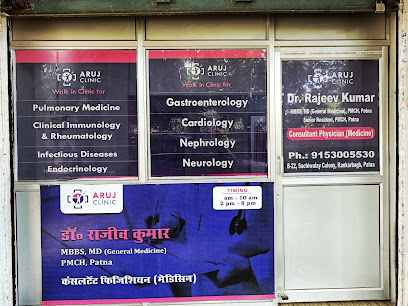 ARUJ
CLINIC
Walk in Clinic for
Pulmonary Medicine
Clinical Immunology
& Rheumatology
Infectious Diseases
Endocrinology
ARUJ
CLINIC
Walk in Clinic for
Gastroenterology
Cardiology
Nephrology
Neurology
ARUJ
CLINIC
Dr. Rajeev Kumar
MBBS, MD (General Medicine), PMCH, Patna
Senior Resident, PMCH, Patna
Consultant Physician (Medicine)
Ph.: 9153005530
B-22, Sachiwalay Colony, Kankarbagh, Patna
ARUJ
CLINIC
TIMING
am - 10 am
2 pm - 8 pm
डॉ॰ राजीव कुमार
MBBS, MD (General Medicine)
PMCH, Patna
कंसल्टेंट फिजिशियन (मेडिसिन)